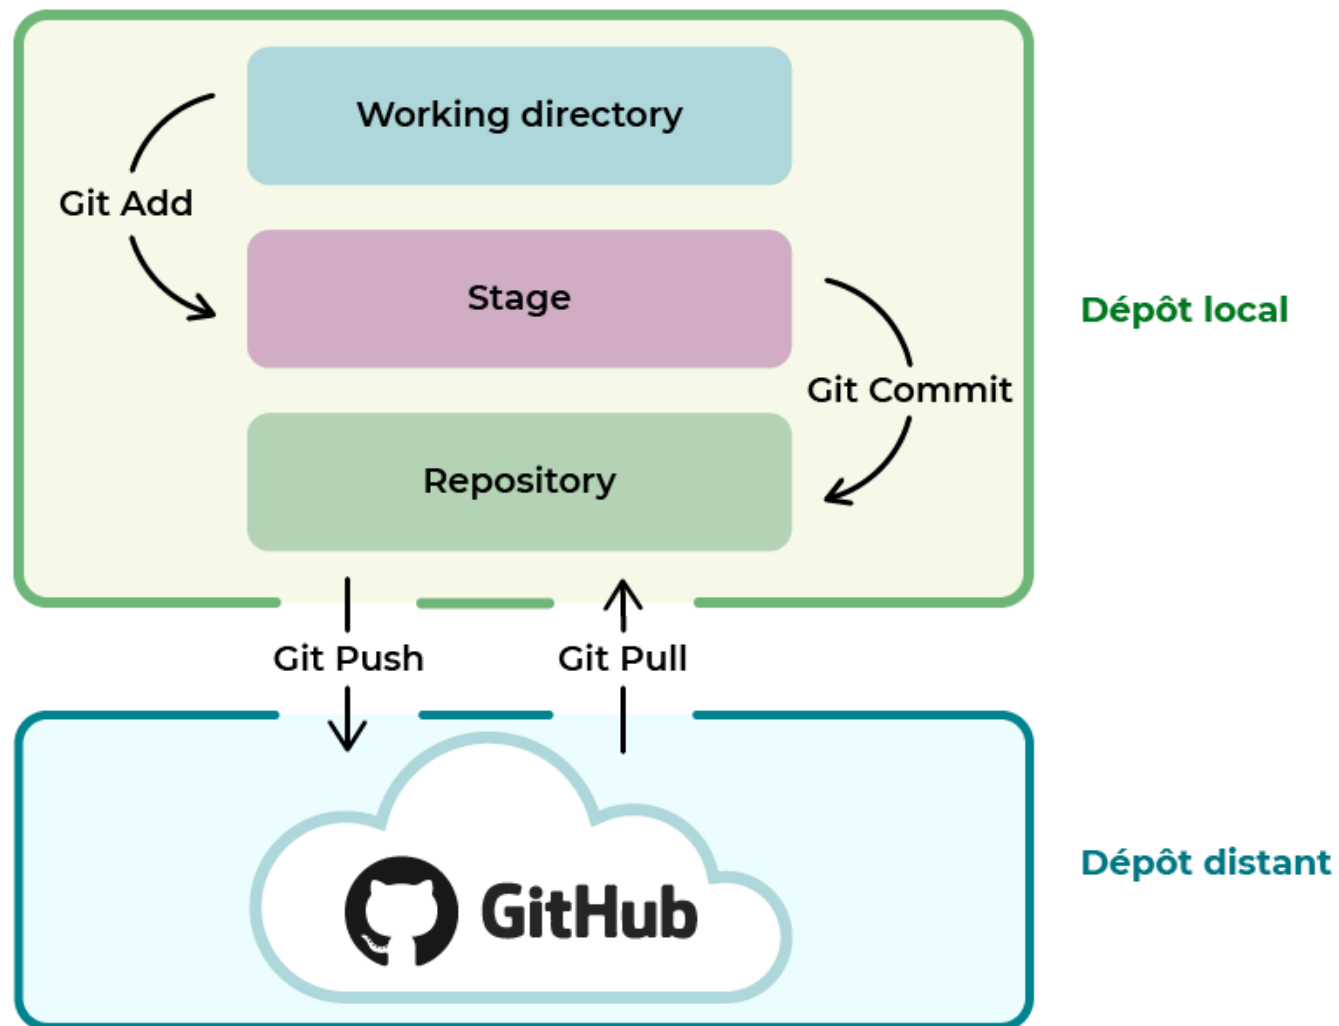 Working directory
Git Add
Stage
Dépôt local
Git Commit
Repository
Git Push
Git Pull
Dépôt distant
GitHub